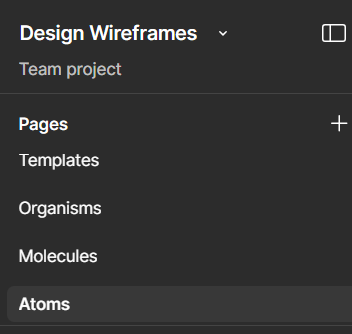 Design Wireframes
Team project
Pages
Templates
Organisms
Molecules
Atoms